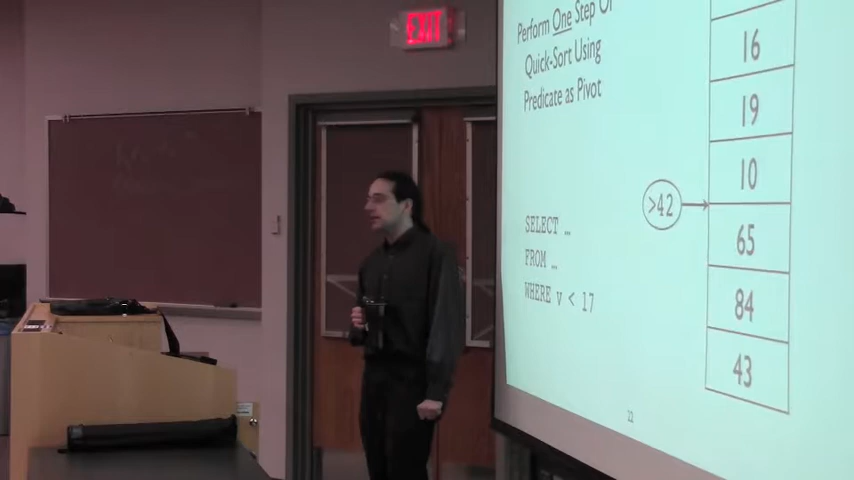 EXIT
Perform One Step Of
Quick-Sort Using
Predicate as Pivot
16
19
10
>42
65
84
43
SELECT …
FROM …
WHERE v < 17
22